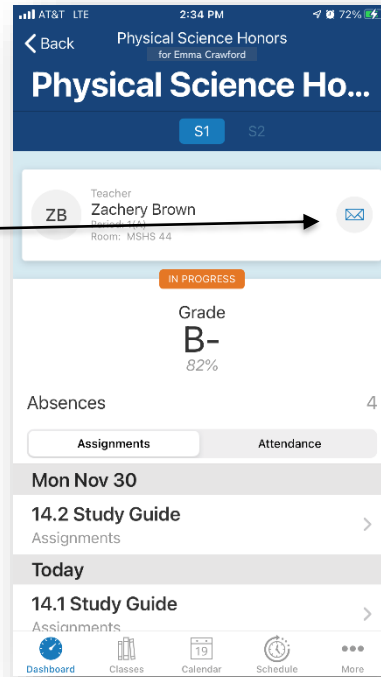 AT&T LTE 2:34 PM 72%
Back Physical Science Honors
for Emma Crawford
Physical Science Ho...
S1 S2
Teacher
ZB Zachery Brown
Period: 1(A)
Room: MSHS 44
IN PROGRESS
Grade
B-
82%
Absences 4
Assignments Attendance
Mon Nov 30
14.2 Study Guide
Assignments
Today
14.1 Study Guide
Assignments
19
Dashboard Classes Calendar Schedule More